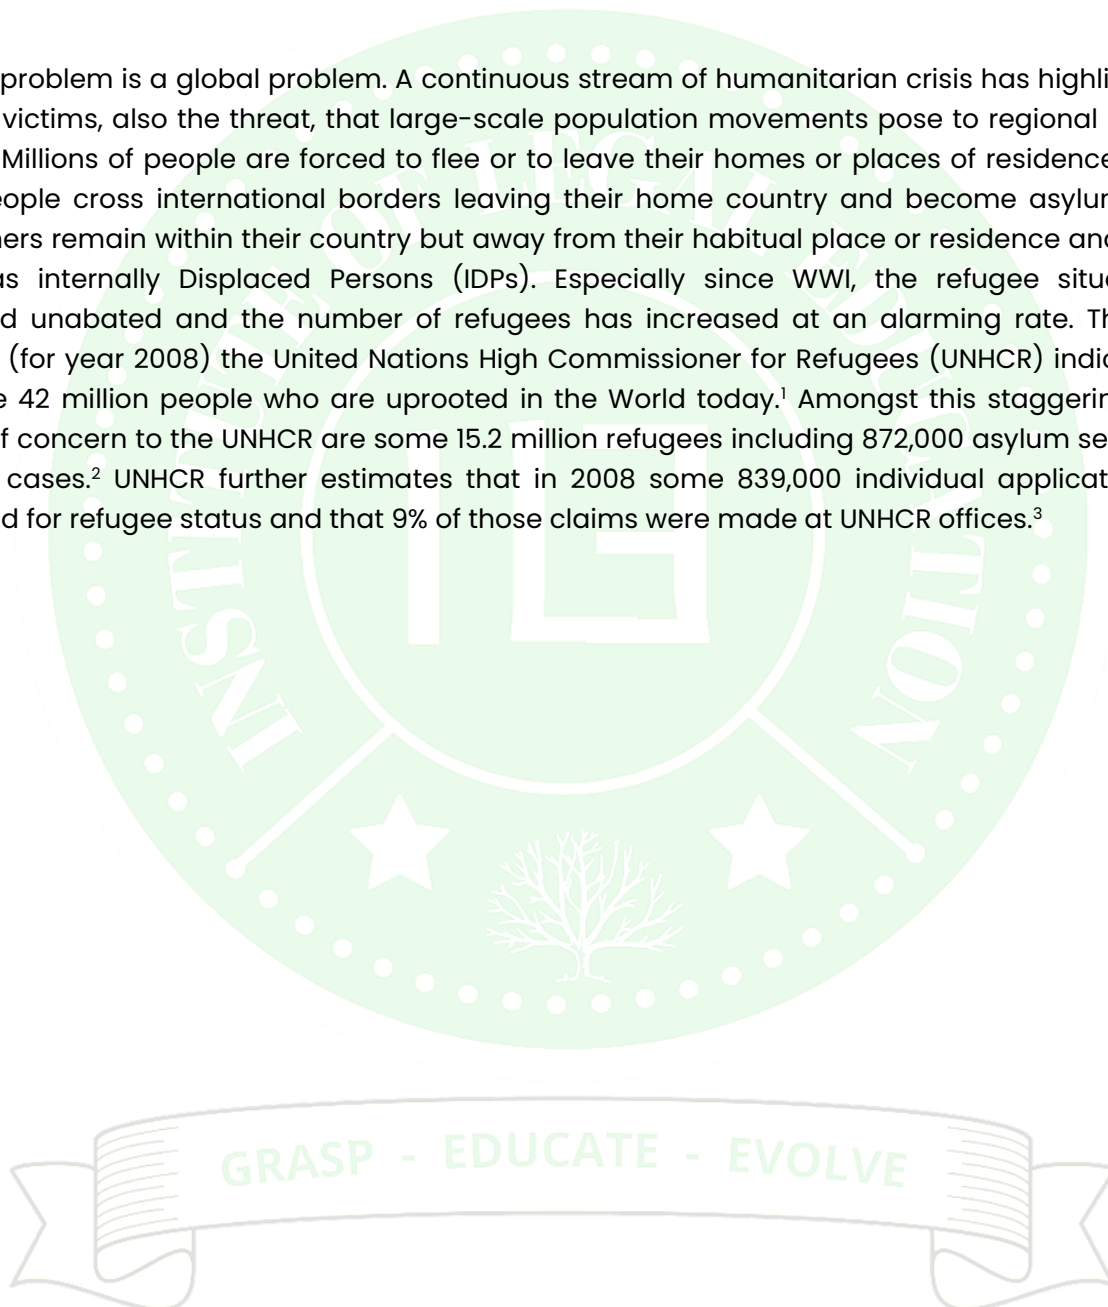 problem is a global problem. A continuous stream of humanitarian crisis has highli
victims, also the threat, that large-scale population movements pose to regional
Millions of people are forced to flee or to leave their homes or places of residence
eople cross international borders leaving their home country and become asylu
ers remain within their country but away from their habitual place or residence an
as internally Displaced Persons (IDPs). Especially since WWI, the refugee situ
d unabated and the number of refugees has increased at an alarming rate. Th
(for year 2008) the United Nations High Commissioner for Refugees (UNHCR) indic
e 42 million people who are uprooted in the World today.¹ Amongst this staggerin
f concern to the UNHCR are some 15.2 million refugees including 872,000 asylum se
cases.² UNHCR further estimates that in 2008 some 839,000 individual applicat
d for refugee status and that 9% of those claims were made at UNHCR offices.³
INSTITUTE OF LEGAL EDUCATION
GRASP - EDUCATE - EVOLVE